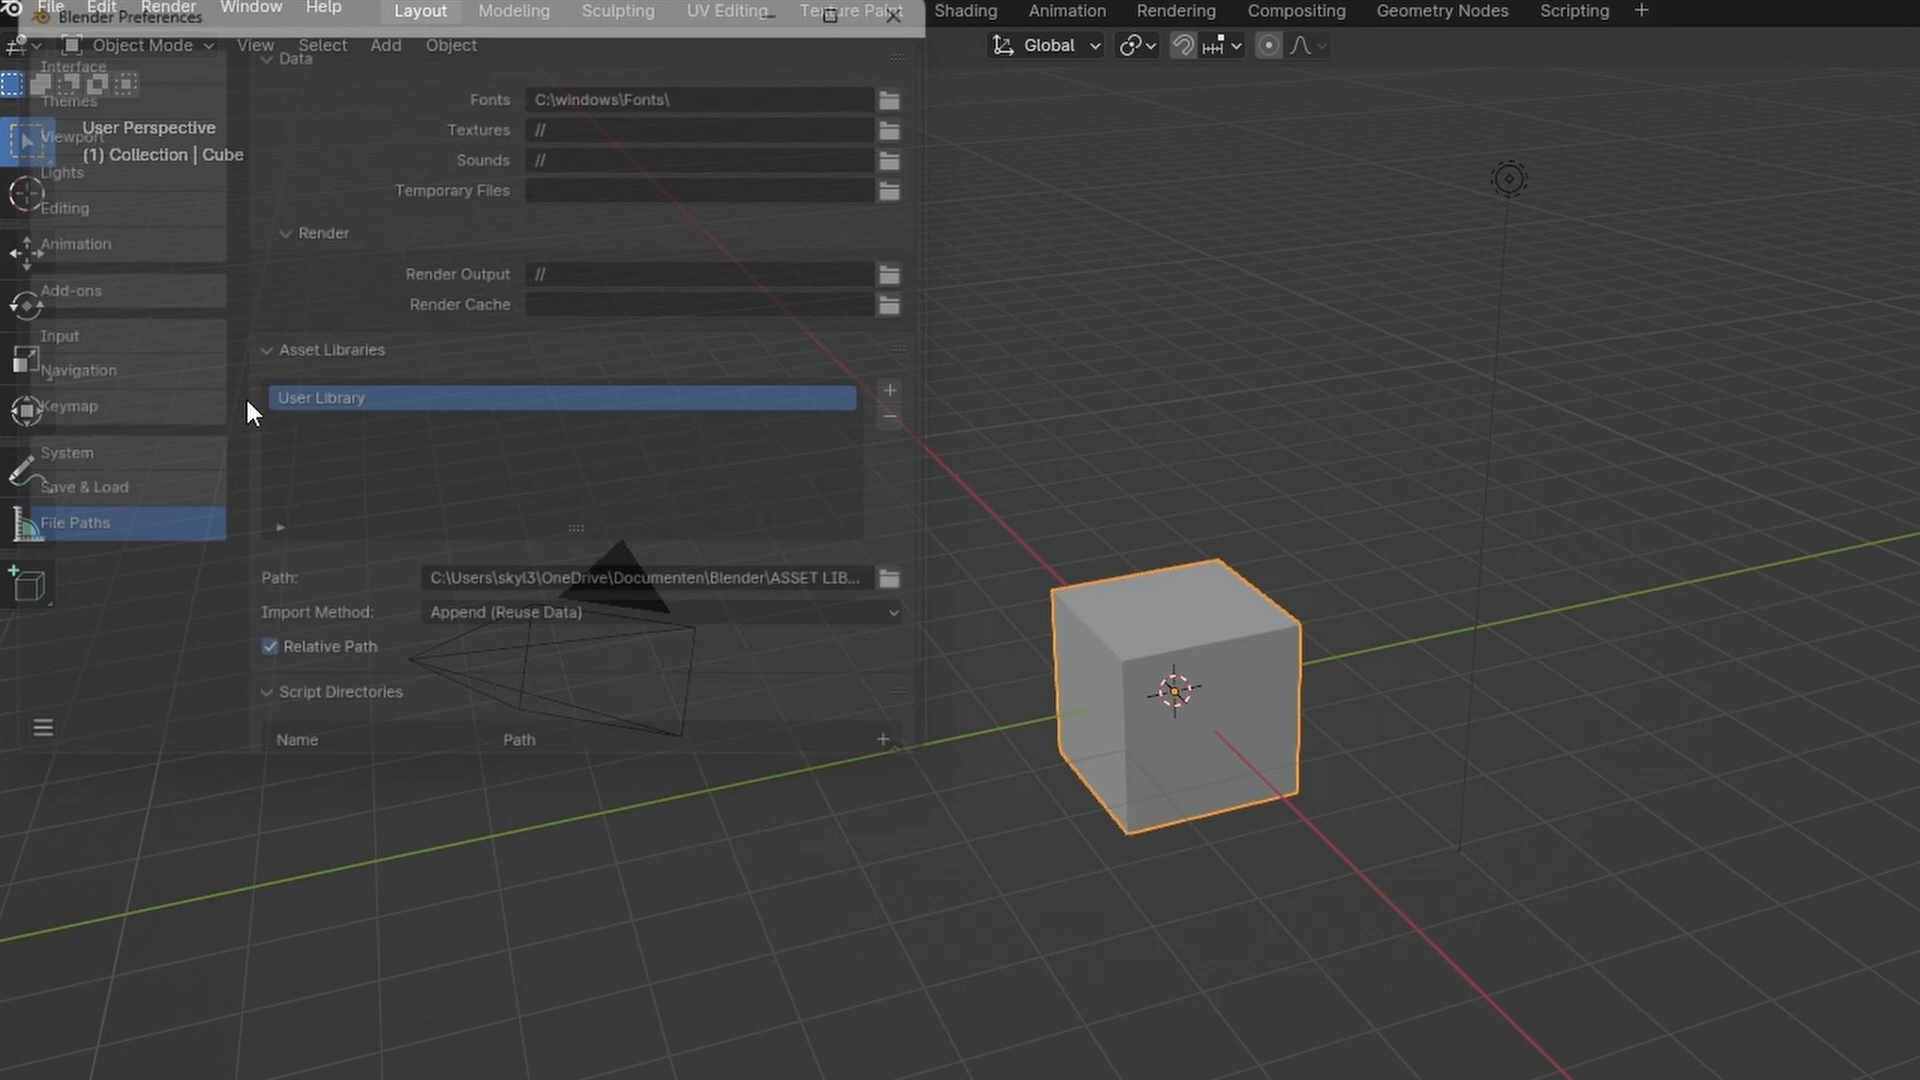 File Edit Render Window Help Layout Modeling Sculpting UV Editing Texture Paint Shading Animation Rendering Compositing Geometry Nodes Scripting +
Blender Preferences
Object Mode View Select Add Object Global
Interface
Themes
Viewport
Lights
Editing
Animation
Add-ons
Input
Navigation
Keymap
System
Save & Load
File Paths
User Perspective
(1) Collection | Cube
Data
Fonts C:\windows\Fonts\
Textures //
Sounds //
Temporary Files
Render
Render Output //
Render Cache
Asset Libraries
User Library
Path: C:\Users\skyl3\OneDrive\Documenten\Blender\ASSET LIB...
Import Method: Append (Reuse Data)
Relative Path
Script Directories
Name Path